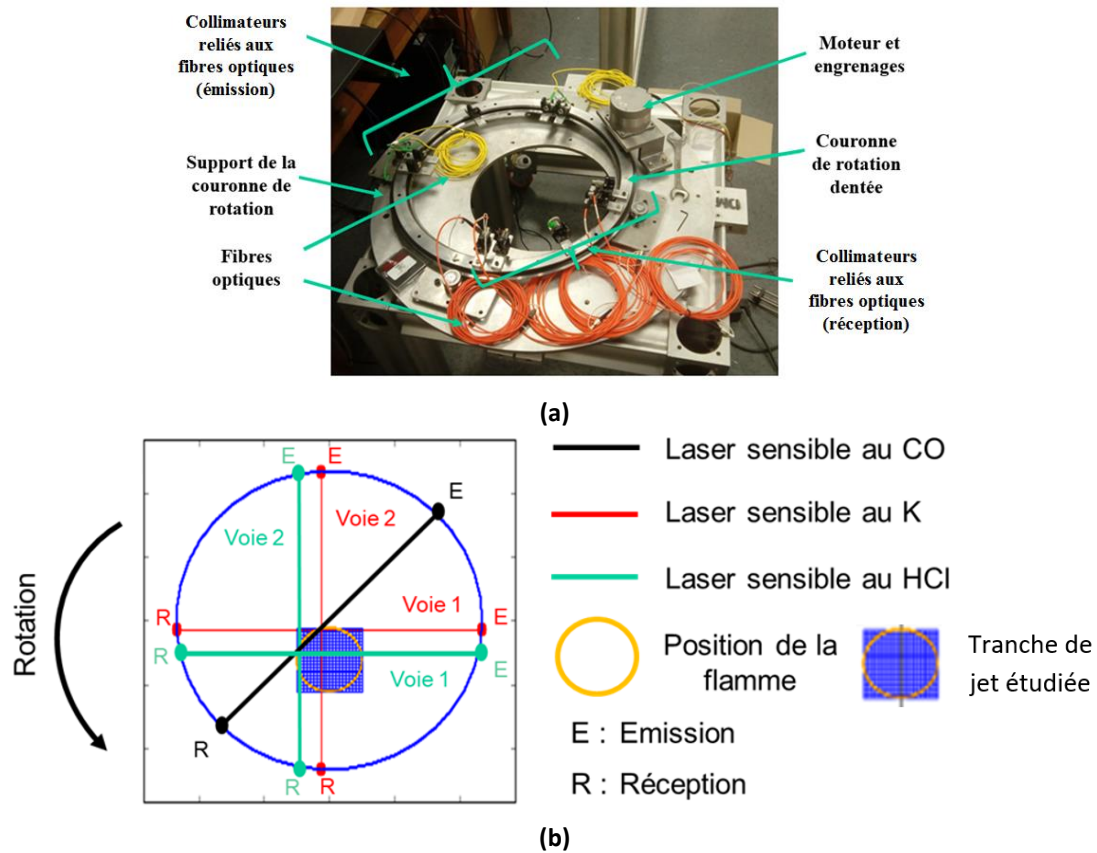 Collimateurs
reliés aux
fibres optiques
(émission)
Support de la
couronne de
rotation
Fibres
optiques
Moteur et
engrenages
Couronne
de rotation
dentée
Collimateurs
reliés aux
fibres optiques
(réception)
(a)
Rotation
E
E
E
Voie 2
Voie 2
R
Voie 1
E
R
Voie 1
E
R
R
R
Laser sensible au CO
Laser sensible au K
Laser sensible au HCl
Position de la
flamme
Tranche de
jet étudiée
E : Emission
R : Réception
(b)